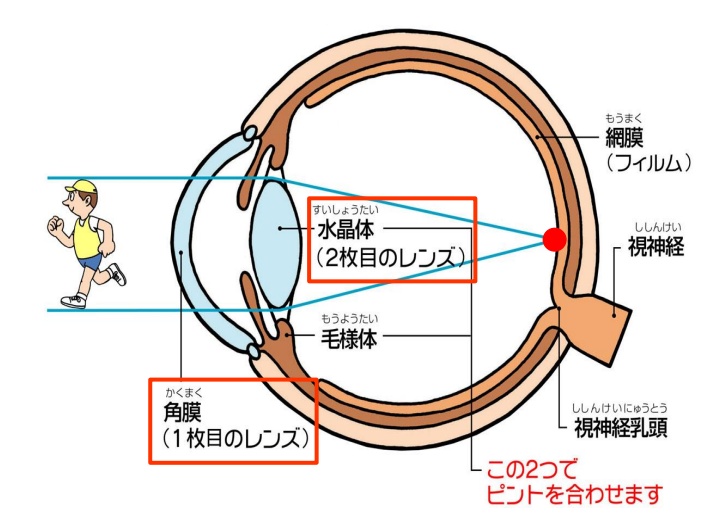 もうまく
網膜
（フィルム）
すいしょうたい
水晶体
（2枚目のレンズ）
ししんけい
視神経
もうようたい
毛様体
かくまく
角膜
（1枚目のレンズ）
ししんけいにゅうとう
視神経乳頭
この2つで
ピントを合わせます